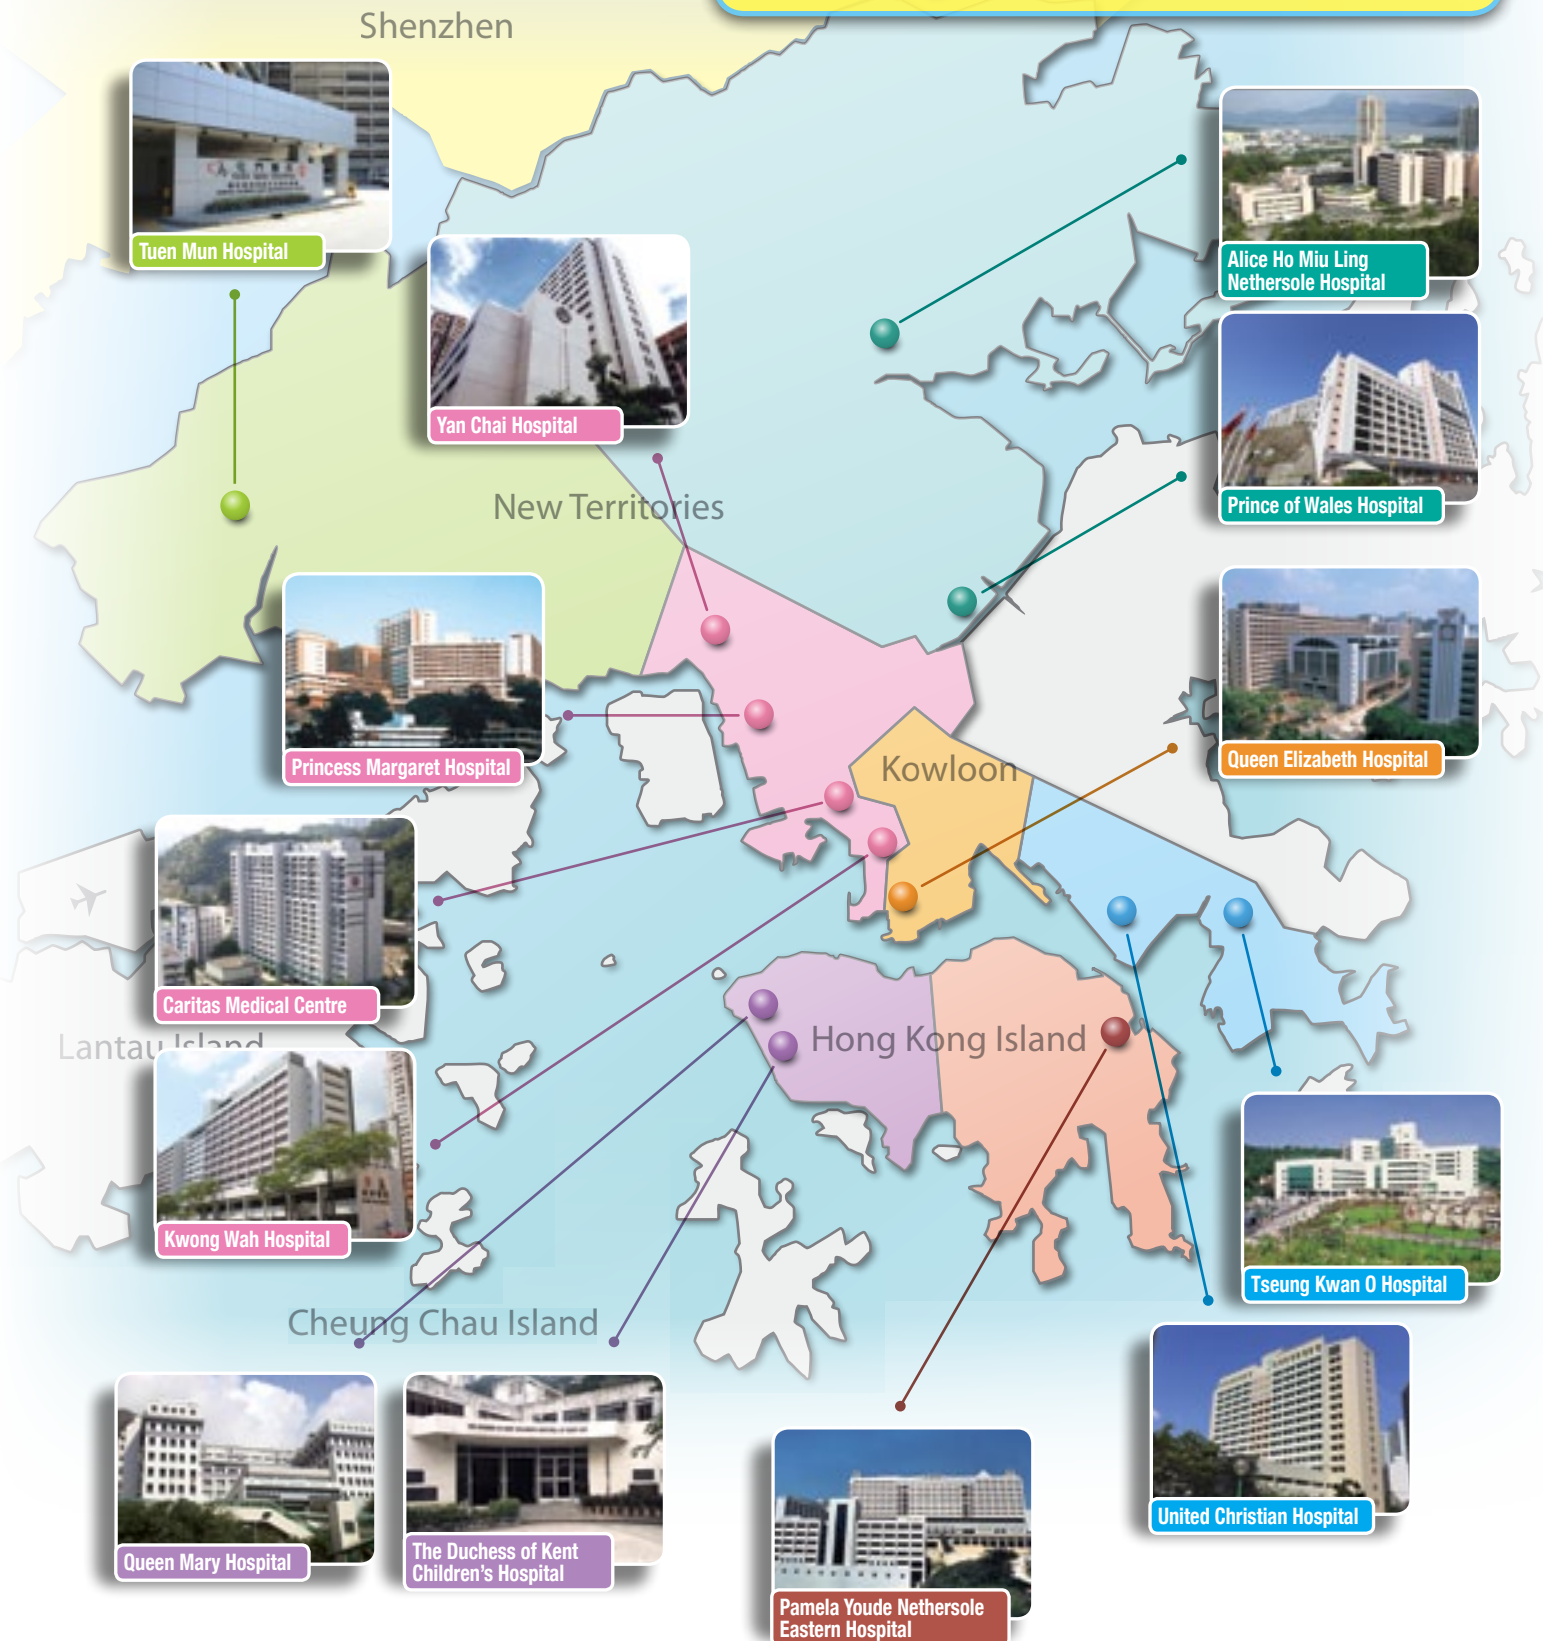 Shenzhen
Tuen Mun Hospital
Yan Chai Hospital
Alice Ho Miu Ling
Nethersole Hospital
Prince of Wales Hospital
New Territories
Princess Margaret Hospital
Queen Elizabeth Hospital
Kowloon
Caritas Medical Centre
Lantau Island
Hong Kong Island
Kwong Wah Hospital
Tseung Kwan O Hospital
Cheung Chau Island
United Christian Hospital
Queen Mary Hospital
The Duchess of Kent
Children's Hospital
Pamela Youde Nethersole
Eastern Hospital